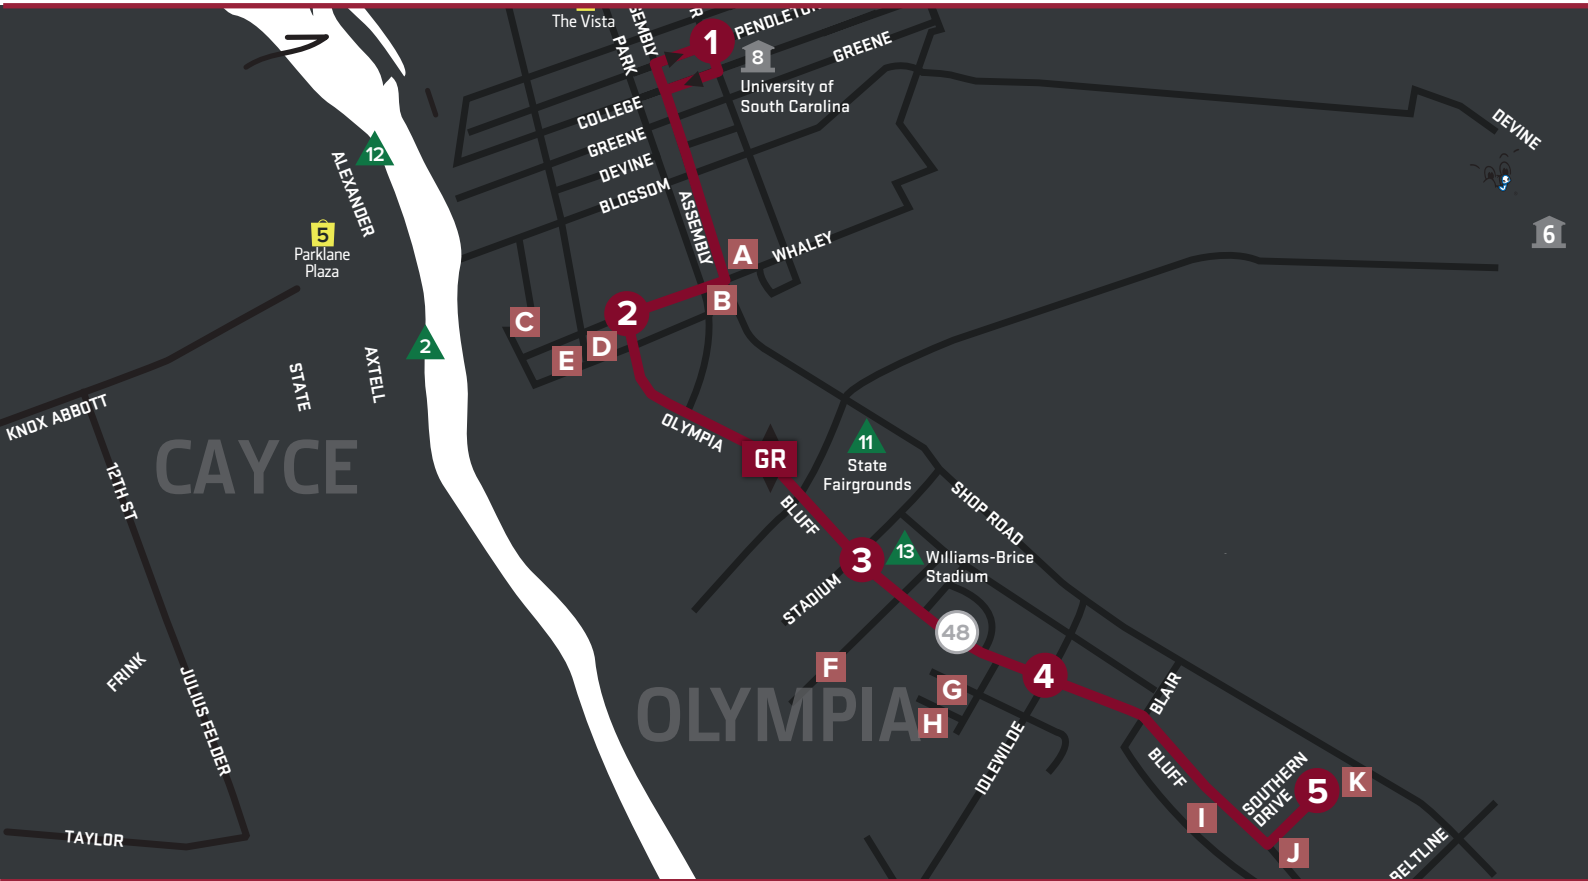 The Vista
SEMBLY
PARK
R
1
PENDLETON
GREENE
8
University of
South Carolina
COLLEGE
GREENE
DEVINE
BLOSSOM
ASSEMBLY
DEVINE
12
ALEXANDER
5
Parklane
Plaza
6
A
WHALEY
B
2
C
D
E
2
STATE
AXTELL
KNOX ABBOTT
CAYCE
12TH ST
OLYMPIA
GR
11
State
Fairgrounds
BLUFF
SHOP ROAD
3
13
Williams-Brice
Stadium
STADIUM
48
F
G
H
OLYMPIA
4
IDLEWILDE
BLAIR
BLUFF
FRINK
JULIUS FELDER
TAYLOR
SOUTHERN
DRIVE
5
K
I
J
BELTLINE